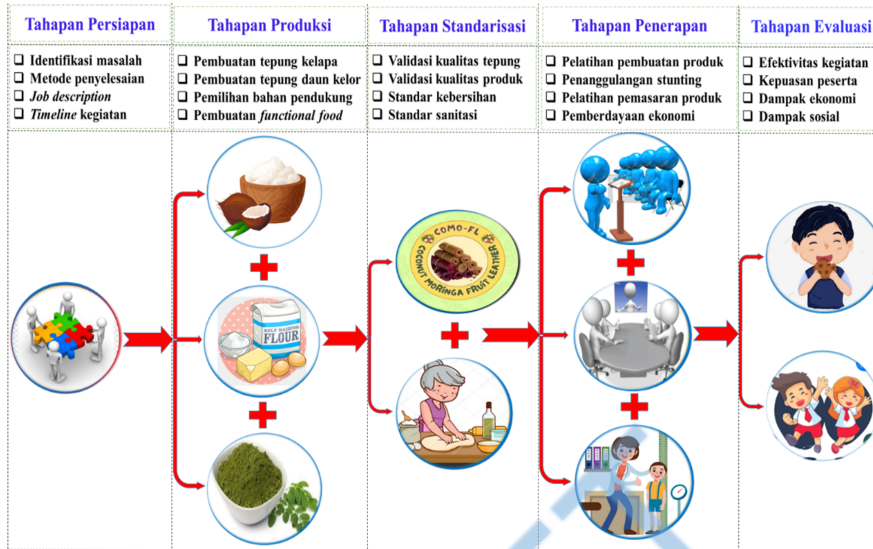 Tahapan Persiapan
Identifikasi masalah
Metode penyelesaian
Job description
Timeline kegiatan
Tahapan Produksi
Pembuatan tepung kelapa
Pembuatan tepung daun kelor
Pemilihan bahan pendukung
Pembuatan functional food
Tahapan Standarisasi
Validasi kualitas tepung
Validasi kualitas produk
Standar kebersihan
Standar sanitasi
Tahapan Penerapan
Pelatihan pembuatan produk
Penanggulangan stunting
Pelatihan pemasaran produk
Pemberdayaan ekonomi
Tahapan Evaluasi
Efektivitas kegiatan
Kepuasan peserta
Dampak ekonomi
Dampak sosial
COMO-FL
COCONUT MORINGA FRUIT LEATHER
SELF RAISING
FLOUR